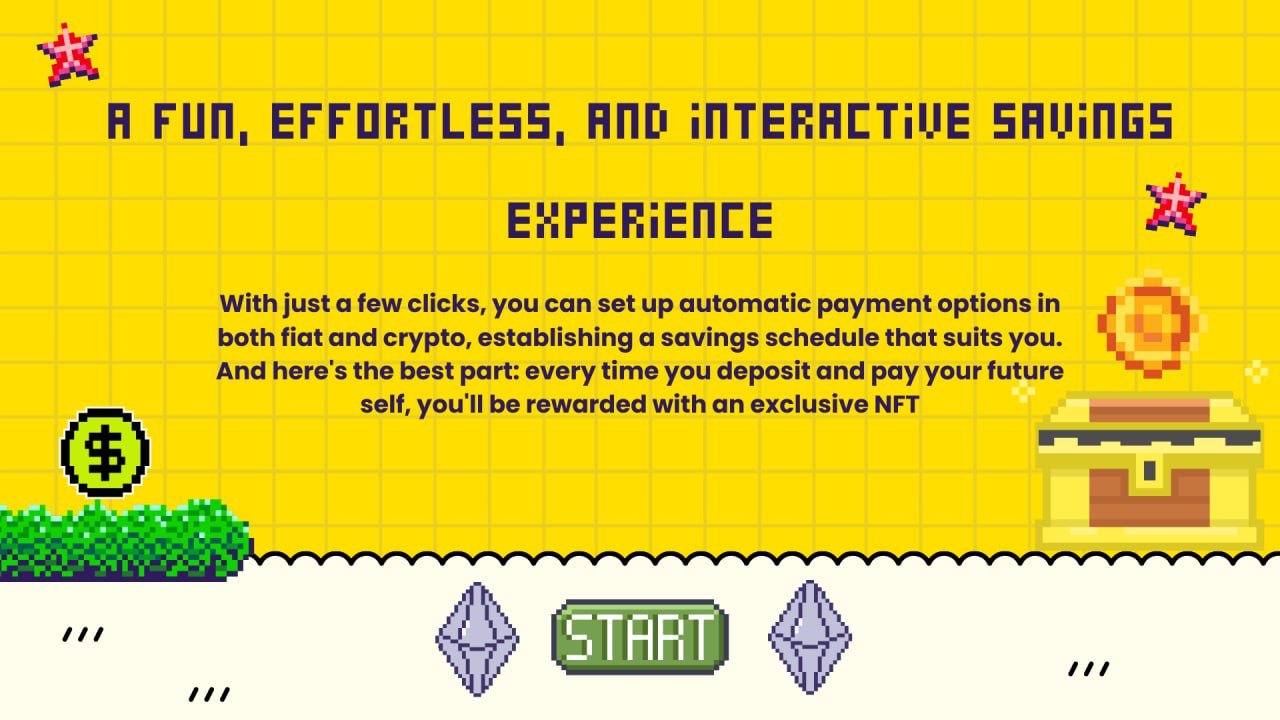 A FUN, EFFORTLESS, AND iNTERACTiVE SAViNGS
EXPERiENCE
With just a few clicks, you can set up automatic payment options in
both fiat and crypto, establishing a savings schedule that suits you.
And here's the best part: every time you deposit and pay your future
self, you'll be rewarded with an exclusive NFT
$
START